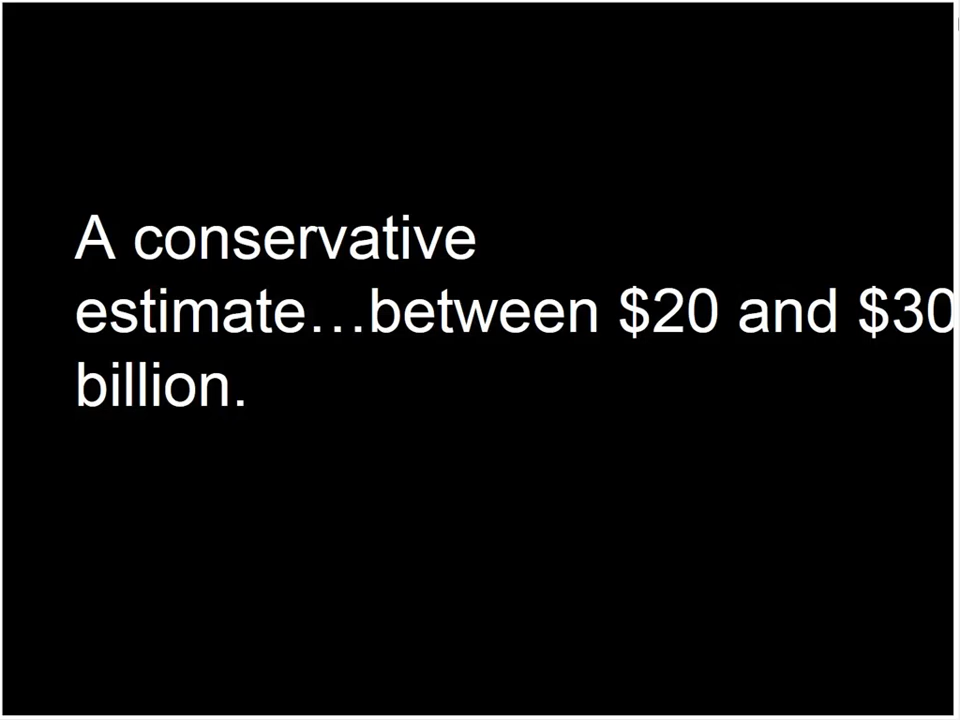 A conservative
estimate…between $20 and $30
billion.